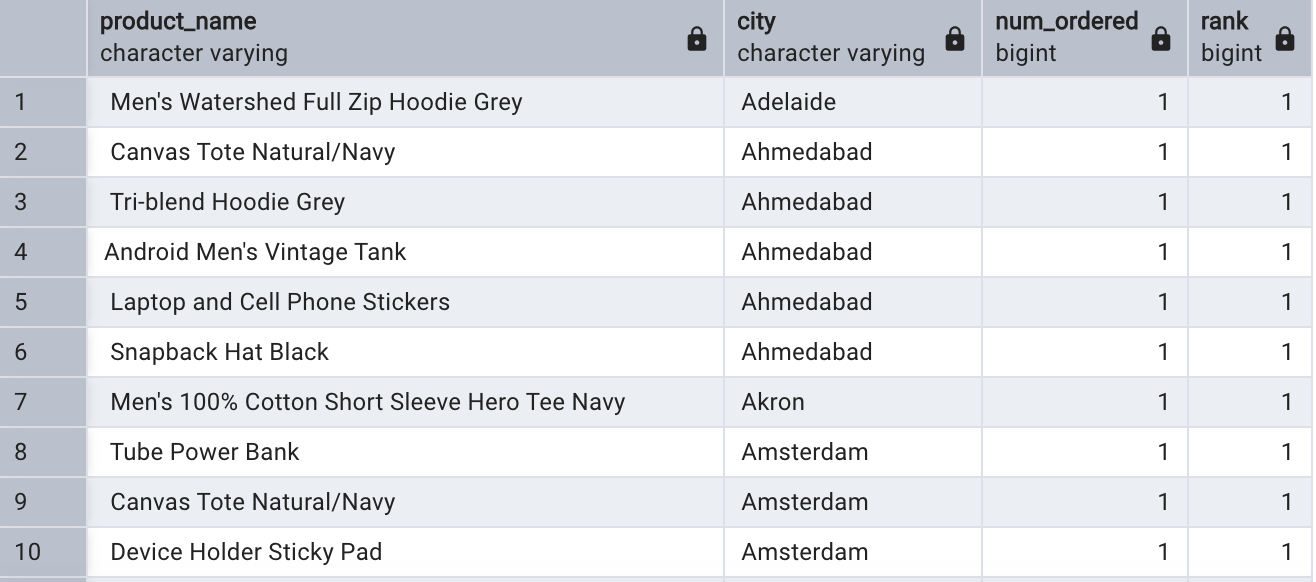 product_name city num_ordered rank
character varying character varying bigint bigint
1 Men's Watershed Full Zip Hoodie Grey Adelaide 1 1
2 Canvas Tote Natural/Navy Ahmedabad 1 1
3 Tri-blend Hoodie Grey Ahmedabad 1 1
4 Android Men's Vintage Tank Ahmedabad 1 1
5 Laptop and Cell Phone Stickers Ahmedabad 1 1
6 Snapback Hat Black Ahmedabad 1 1
7 Men's 100% Cotton Short Sleeve Hero Tee Navy Akron 1 1
8 Tube Power Bank Amsterdam 1 1
9 Canvas Tote Natural/Navy Amsterdam 1 1
10 Device Holder Sticky Pad Amsterdam 1 1